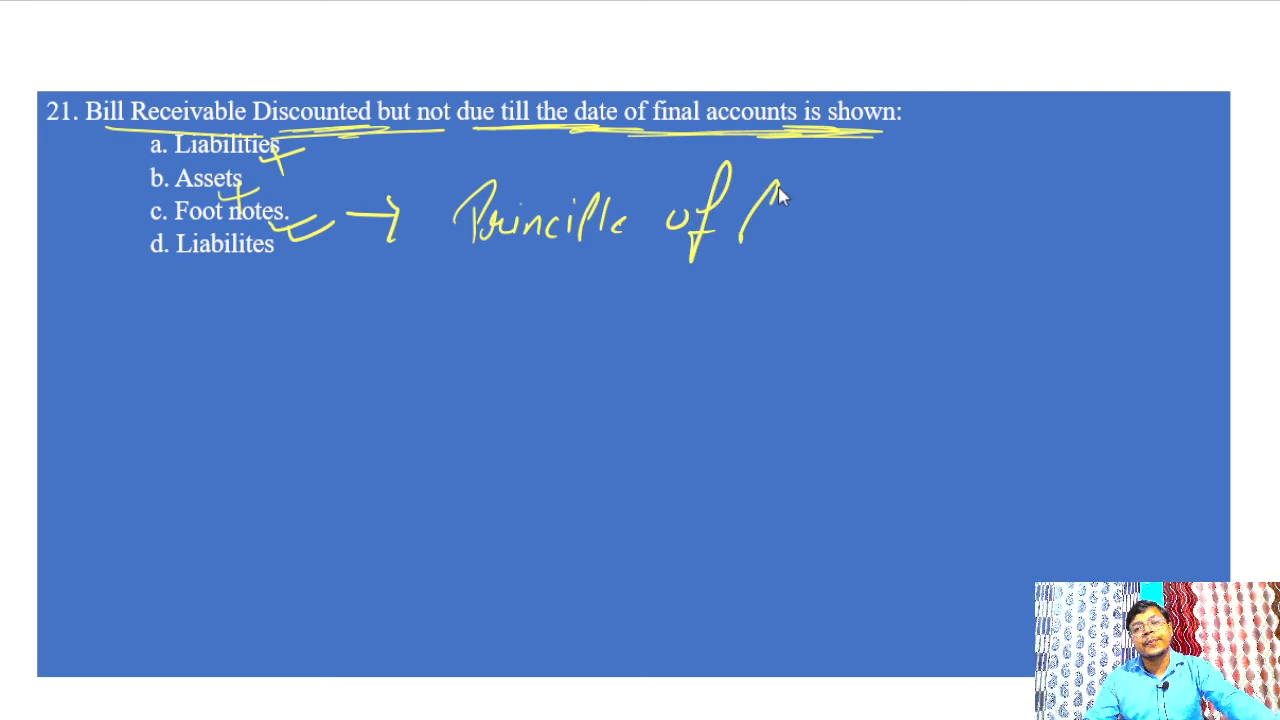 21. Bill Receivable Discounted but not due till the date of final accounts is shown:
a. Liabilities
b. Assets
c. Foot notes.
d. Liabilites
Principle of